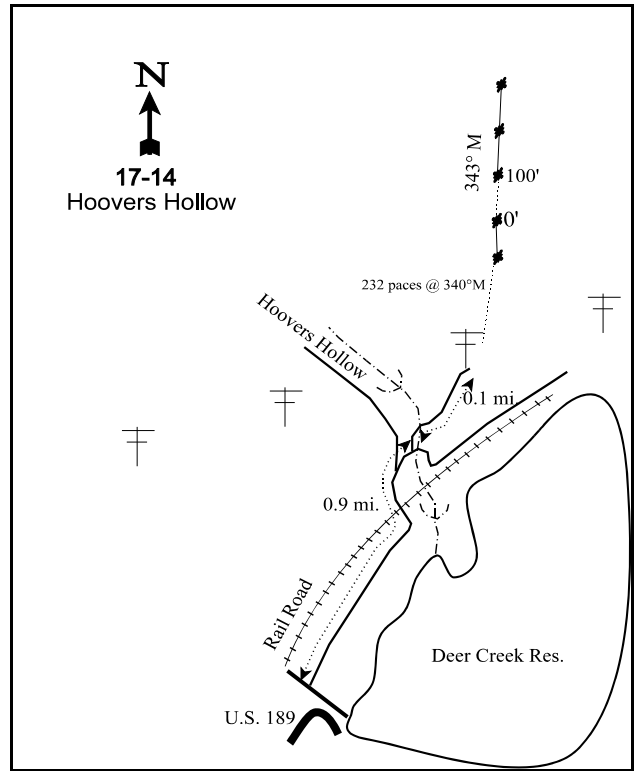 N
17-14
Hoovers Hollow
343° M
100'
0'
232 paces @ 340°M
Hoovers Hollow
0.1 mi.
0.9 mi.
Rail Road
Deer Creek Res.
U.S. 189